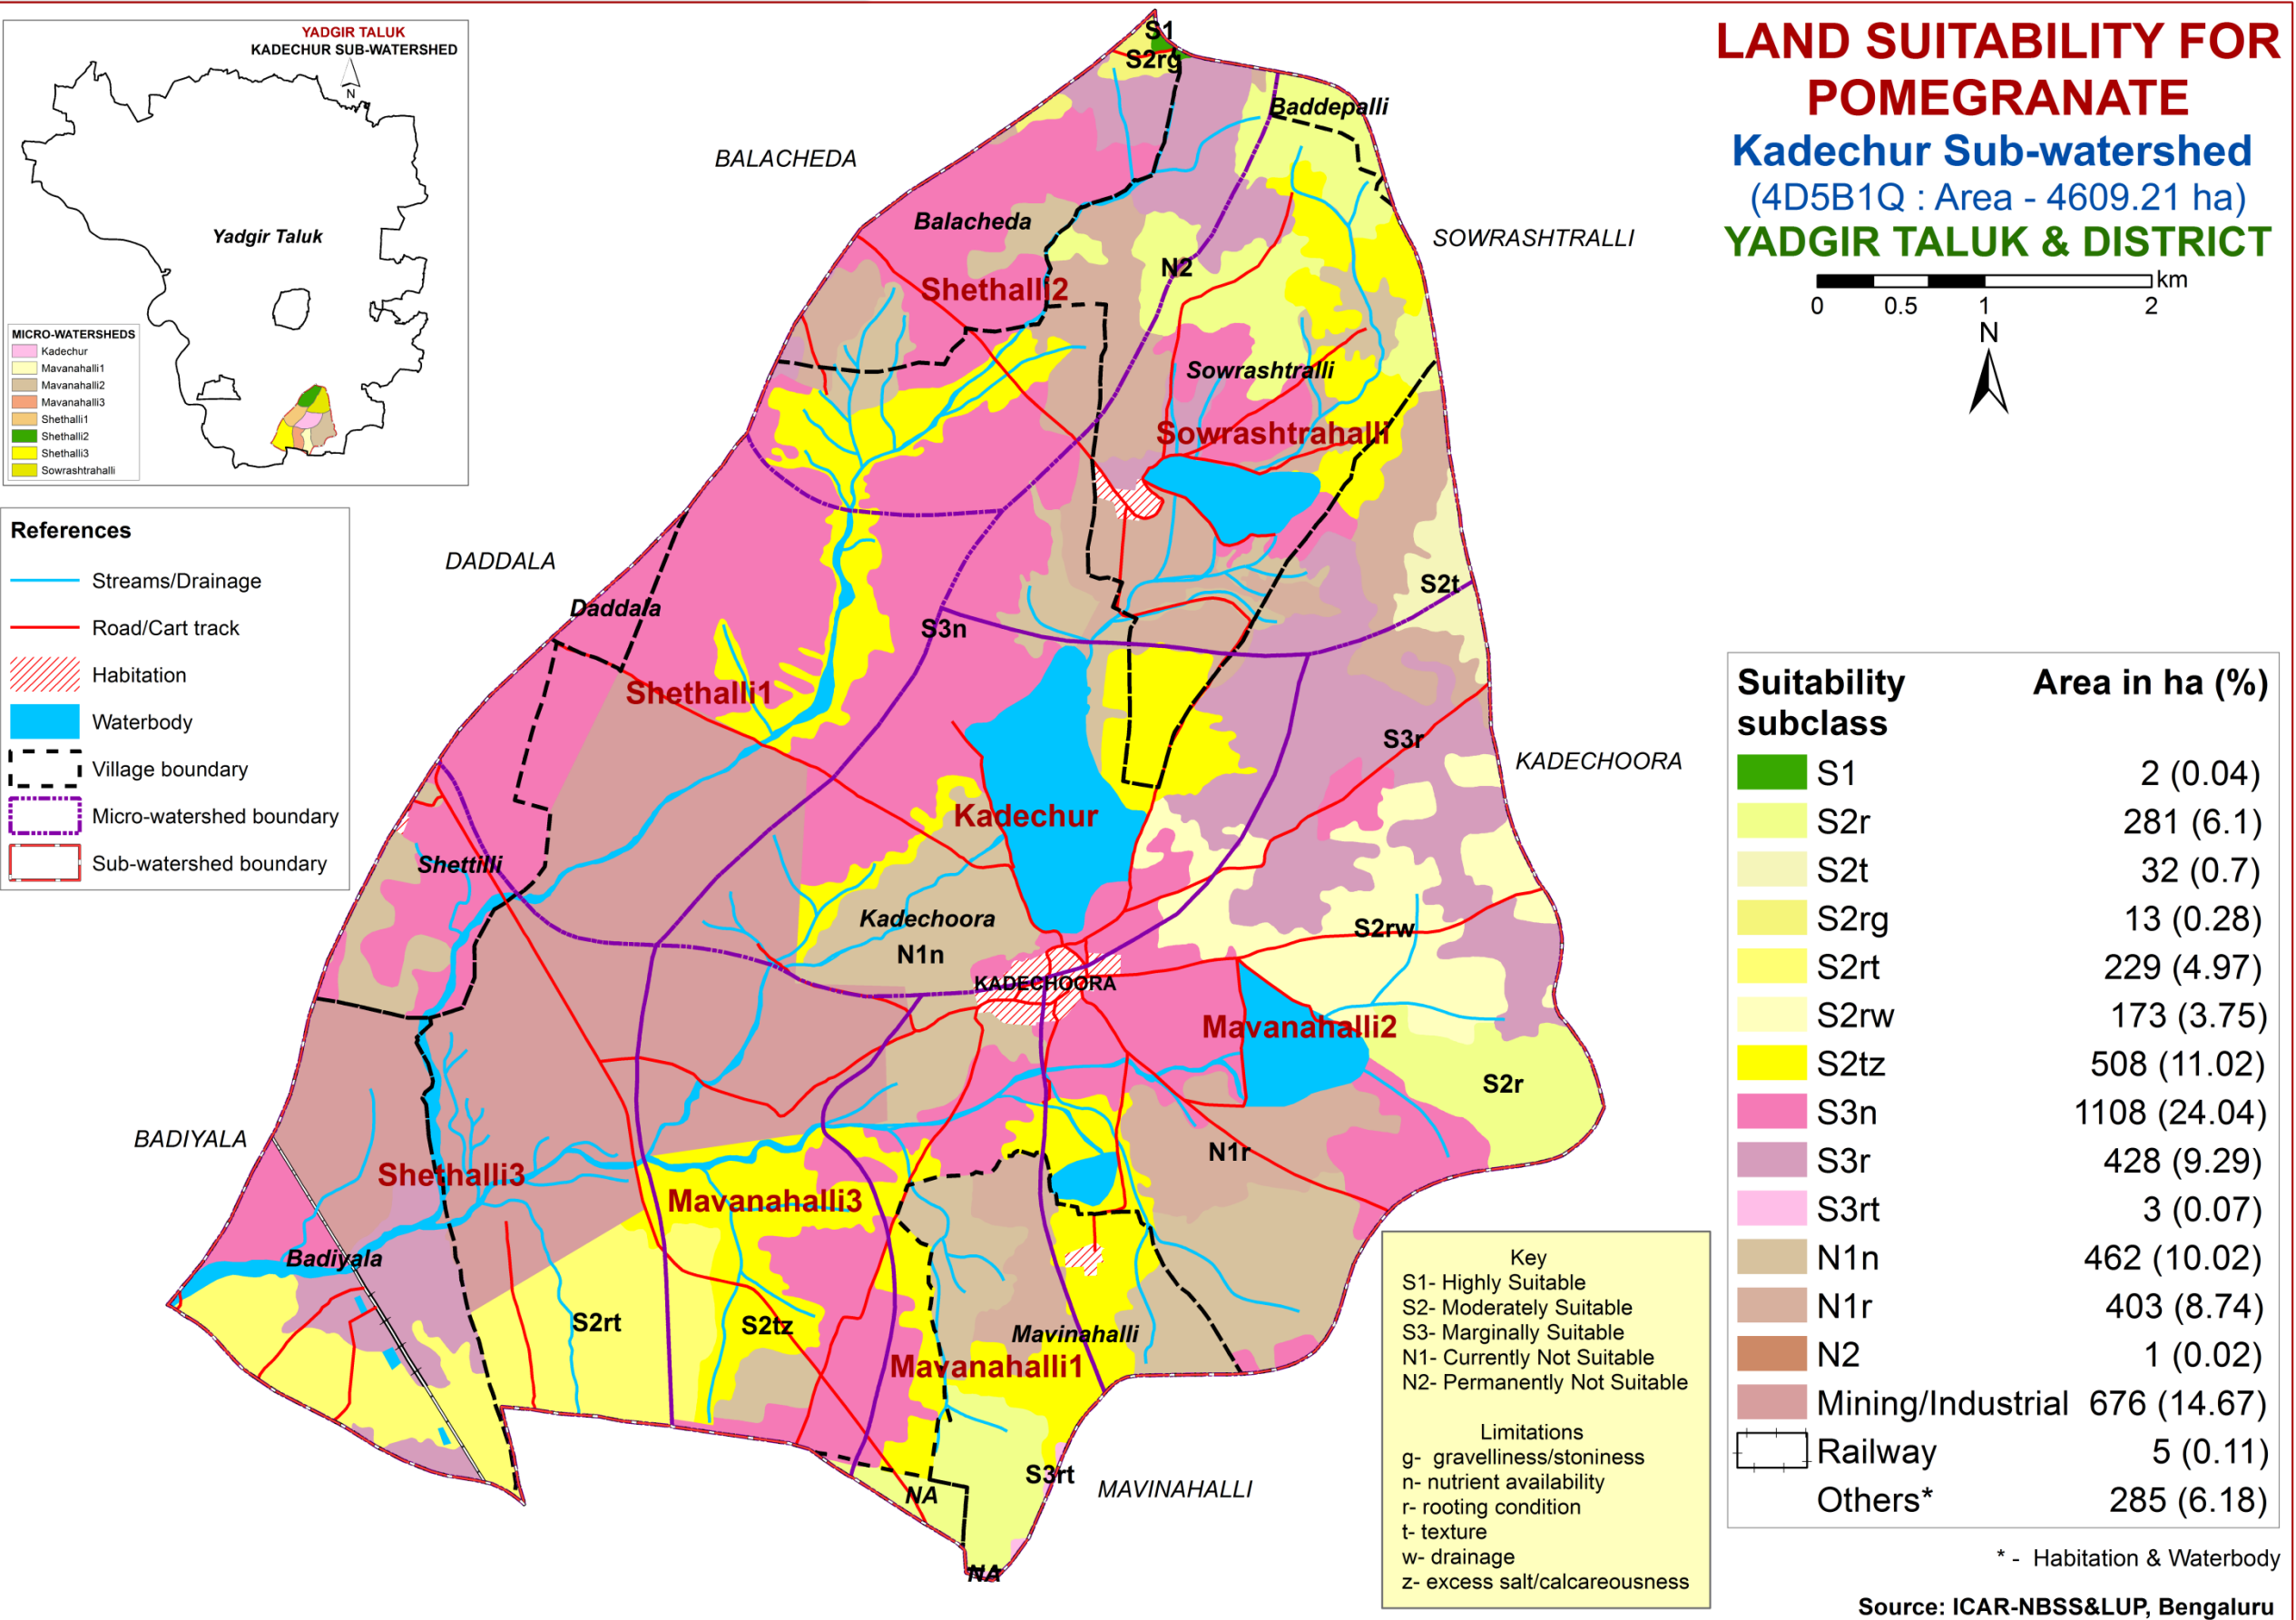 YADGIR TALUK
KADECHUR SUB-WATERSHED
N
Yadgir Taluk
MICRO-WATERSHEDS
Kadechur
Mavanahalli1
Mavanahalli2
Mavanahalli3
Shethalli1
Shethalli2
Shethalli3
Sowrashtrahalli
References
Streams/Drainage
Road/Cart track
Habitation
Waterbody
Village boundary
Micro-watershed boundary
Sub-watershed boundary
LAND SUITABILITY FOR
POMEGRANATE
Kadechur Sub-watershed
(4D5B1Q : Area - 4609.21 ha)
YADGIR TALUK & DISTRICT
km
0 0.5 1 2
N
S1
S2rg
Baddepalli
BALACHEDA
Balacheda
SOWRASHTRALLI
N2
Shethalli2
Sowrashtralli
Sowrashtrahalli
DADDALA
S2t
Daddala
S3n
Shethalli1
S3r
KADECHOORA
Kadechur
Shettilli
Kadechoora
S2rw
N1n
KADECHOORA
Mavanahalli2
S2r
BADIYALA
N1r
Shethalli3
Mavanahalli3
Badiyala
S2rt
S2tz
Mavinahalli
Mavanahalli1
S3rt
MAVINAHALLI
NA
NA
Suitability subclass Area in ha (%)
S1 2 (0.04)
S2r 281 (6.1)
S2t 32 (0.7)
S2rg 13 (0.28)
S2rt 229 (4.97)
S2rw 173 (3.75)
S2tz 508 (11.02)
S3n 1108 (24.04)
S3r 428 (9.29)
S3rt 3 (0.07)
N1n 462 (10.02)
N1r 403 (8.74)
N2 1 (0.02)
Mining/Industrial 676 (14.67)
Railway 5 (0.11)
Others* 285 (6.18)
* - Habitation & Waterbody
Key
S1- Highly Suitable
S2- Moderately Suitable
S3- Marginally Suitable
N1- Currently Not Suitable
N2- Permanently Not Suitable
Limitations
g- gravelliness/stoniness
n- nutrient availability
r- rooting condition
t- texture
w- drainage
z- excess salt/calcareousness
Source: ICAR-NBSS&LUP, Bengaluru